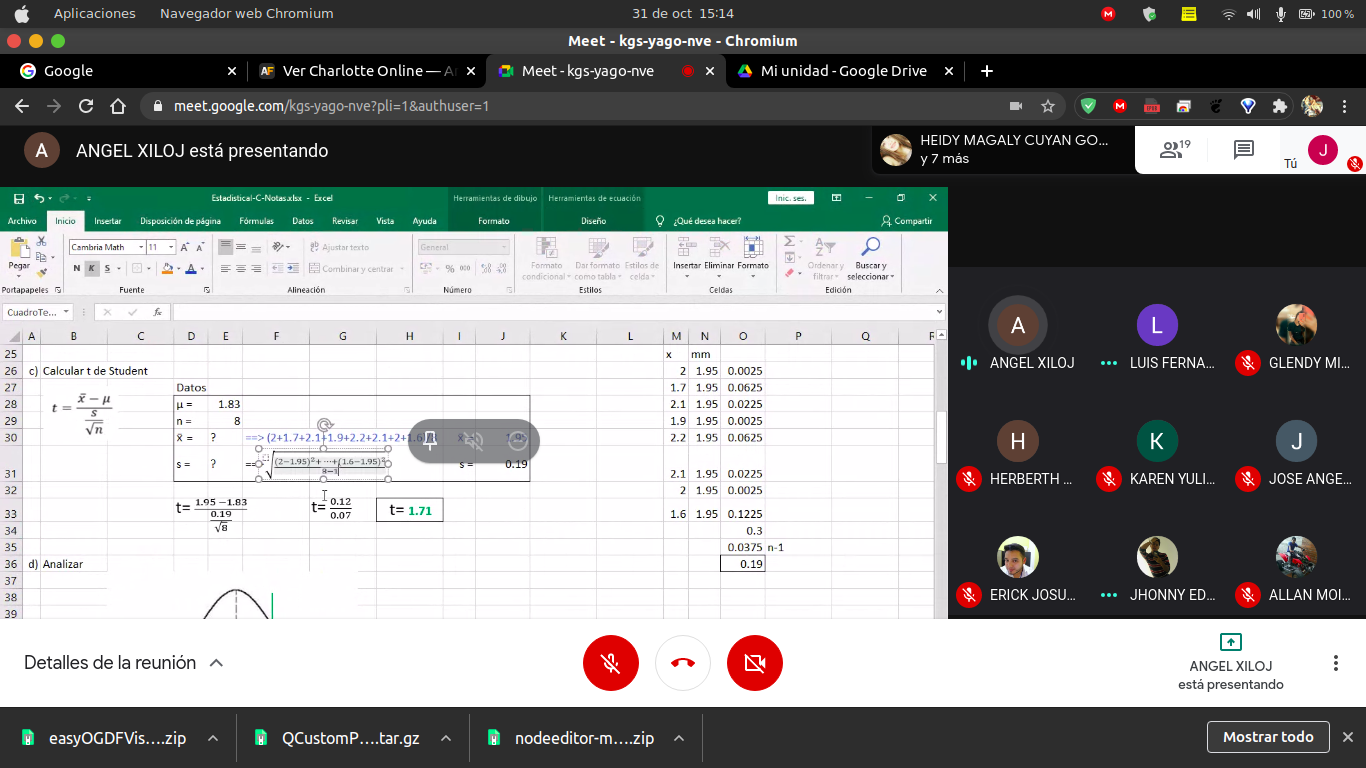 Aplicaciones Navegador web Chromium 31 de oct 15:14 100 %
Meet - kgs-yago-nve - Chromium
Google Ver Charlotte Online — A Meet - kgs-yago-nve Mi unidad - Google Drive
meet.google.com/kgs-yago-nve?pli=1&authuser=1
A ANGEL XILOJ está presentando
HEIDY MAGALY CUYAN GO...
y 7 más
19
Tú J
Estadistical-C-Notas.xlsx - Excel Herramientas de dibujo Herramientas de ecuación Inic. ses.
Archivo Inicio Insertar Disposición de página Fórmulas Datos Revisar Vista Ayuda Formato Diseño ¿Qué desea hacer? Compartir
Pegar Cambria Math 11 Ajustar texto General
N K S Combinar y centrar
Formato condicional Dar formato como tabla Estilos de celda Insertar Eliminar Formato Ordenar y filtrar Buscar y seleccionar
Portapapeles Fuente Alineación Número Estilos Celdas Edición
CuadroTe... fx
A B C D E F G H I J K L M N O P Q R
25 x mm
26 c) Calcular t de Student 2 1.95 0.0025
27 Datos 1.7 1.95 0.0625
28 μ = 1.83 2.1 1.95 0.0225
29 n = 8 1.9 1.95 0.0025
30 x̄ = ? ==> (2+1.7+2.1+1.9+2.2+2.1+2+1.6)/8 2.2 1.95 0.0625
31 s = ? s = 0.19 2.1 1.95 0.0225
t = x̄ − μ / s/√n
√ (2−1.95)²+ ⋯+(1.6−1.95)² / 8−1
32 2 1.95 0.0025
33 t= 1.95 −1.83 / 0.19/√8 t= 0.12/0.07 t= 1.71 1.6 1.95 0.1225
34 0.3
35 0.0375 n-1
36 d) Analizar 0.19
37
38
39
A ANGEL XILOJ
L LUIS FERNA...
GLENDY MI...
H HERBERTH ...
K KAREN YULI...
J JOSE ANGE...
ERICK JOSU...
JHONNY ED...
ALLAN MOI...
Detalles de la reunión
ANGEL XILOJ
está presentando
easyOGDFVis....zip QCustomP....tar.gz nodeeditor-m....zip Mostrar todo